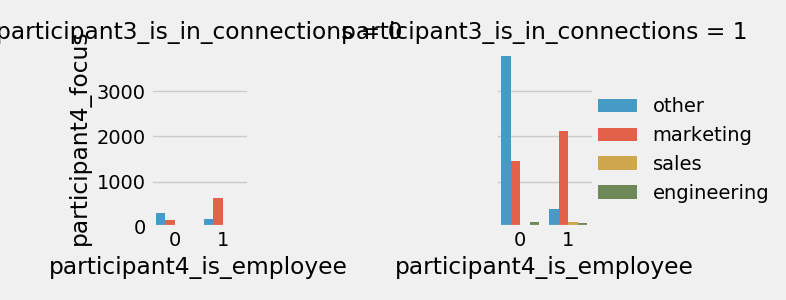 participant3_is_in_connections = 0
participant3_is_in_connections = 1
participant4_focus
3000
2000
1000
0
0 1
participant4_is_employee
0 1
participant4_is_employee
other
marketing
sales
engineering